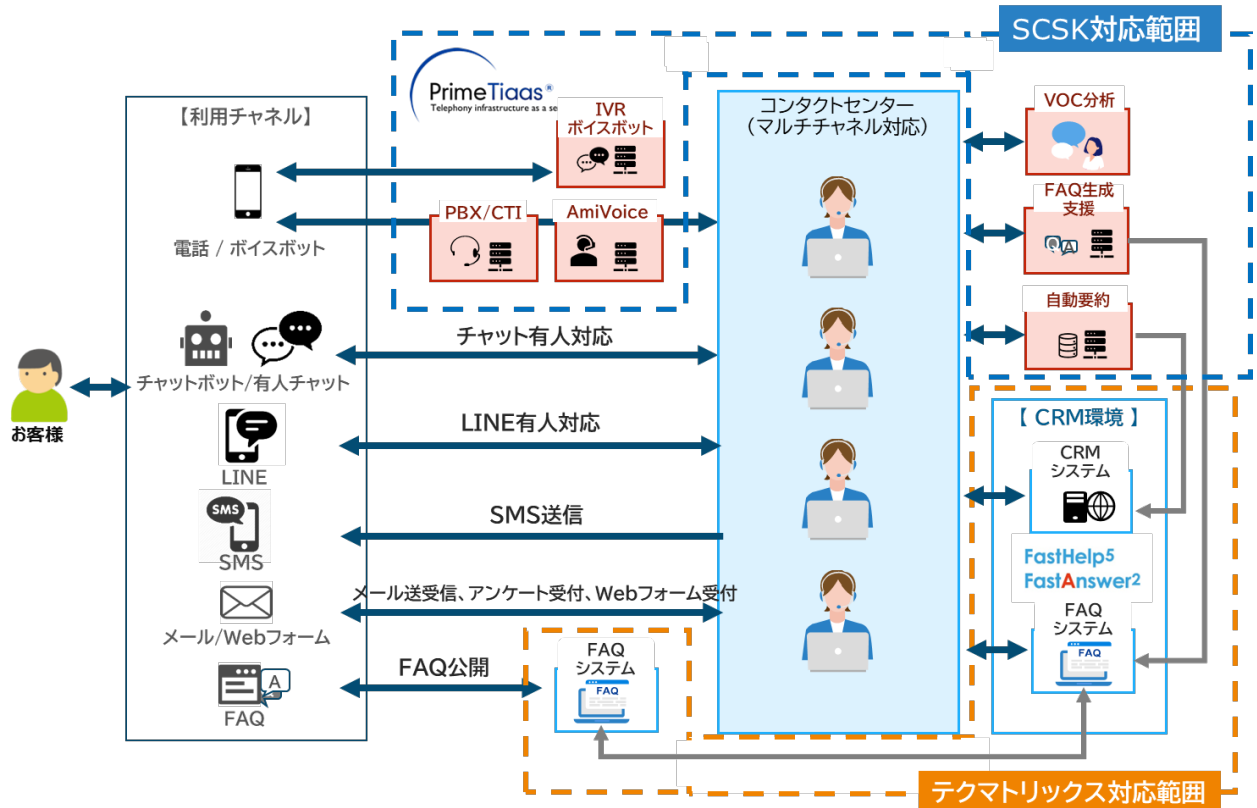 SCSK対応範囲
PrimeTiaas®
Telephony infrastructure as a se
IVR
ボイスボット
コンタクトセンター
（マルチチャネル対応）
VOC分析
【利用チャネル】
PBX/CTI
AmiVoice
FAQ生成
支援
QA
電話 / ボイスボット
自動要約
チャット有人対応
チャットボット/有人チャット
お客様
LINE有人対応
LINE
【 CRM環境 】
CRM
システム
SMS
SMS送信
SMS
FastHelp5
FastAnswer2
メール送受信、アンケート受付、Webフォーム受付
メール/Webフォーム
FAQ
システム
FAQ
FAQ公開
FAQ
システム
FAQ
A
FAQ
テクマトリックス対応範囲